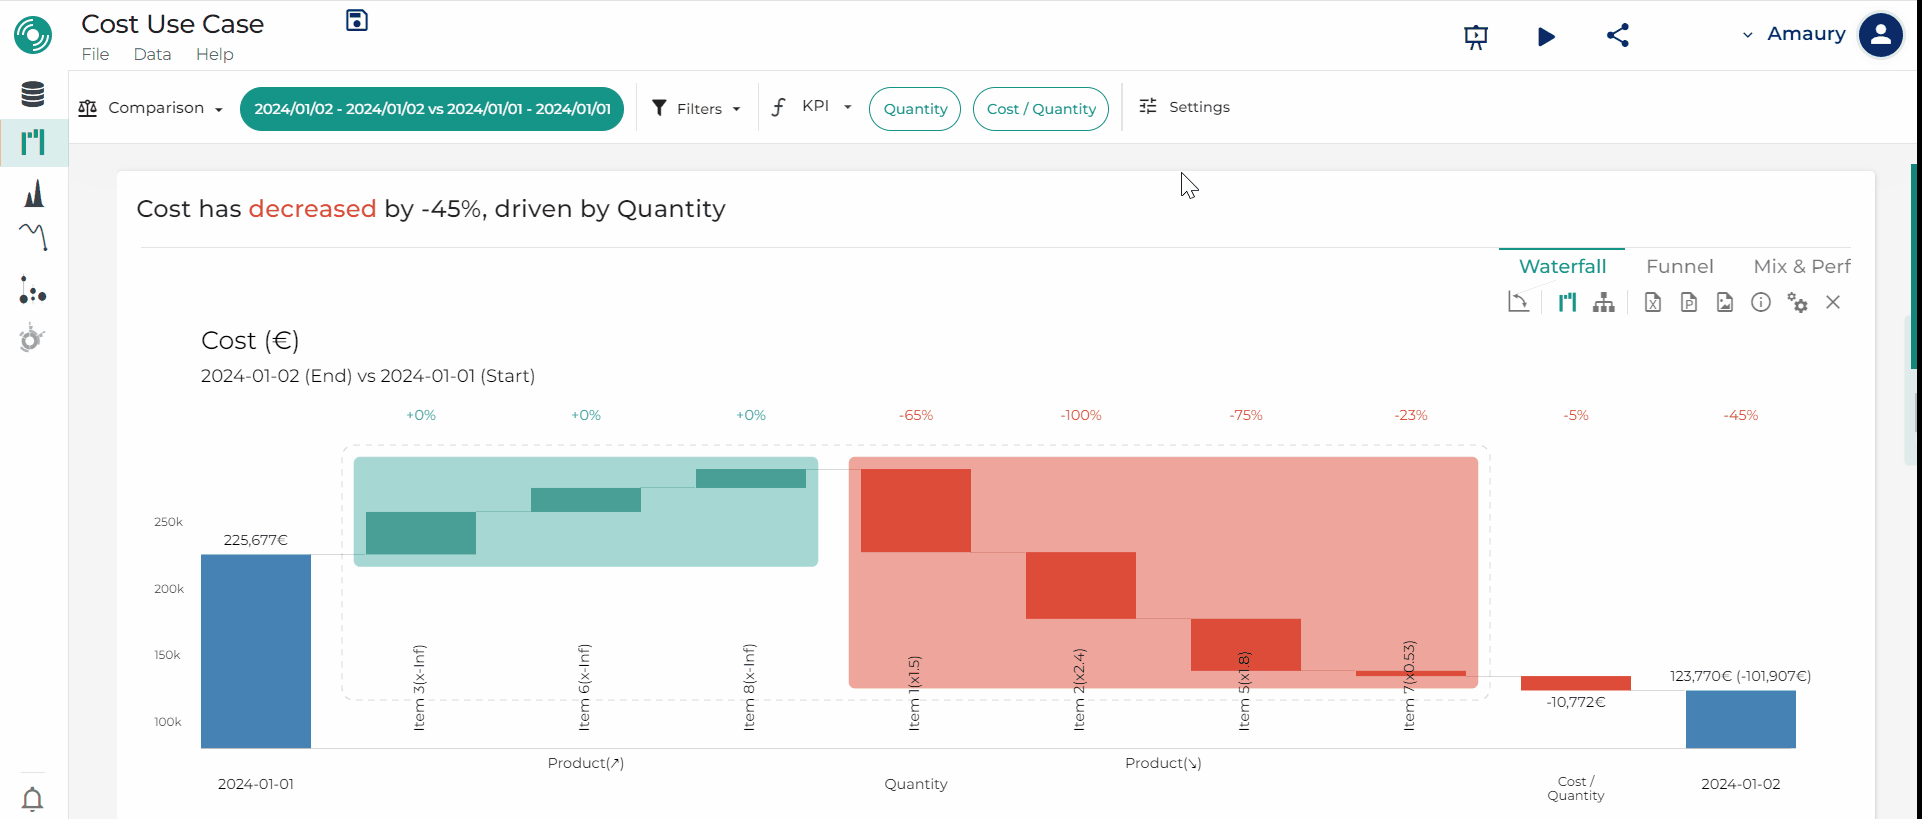 Cost Use Case
File Data Help
Amaury
Comparison
2024/01/02 - 2024/01/02 vs 2024/01/01 - 2024/01/01
Filters
KPI
Quantity
Cost / Quantity
Settings
Cost has decreased by -45%, driven by Quantity
Waterfall Funnel Mix & Perf
Cost (€)
2024-01-02 (End) vs 2024-01-01 (Start)
+0% +0% +0% -65% -100% -75% -23% -5% -45%
250k
200k
150k
100k
225,677€
Item 3(x-Inf)
Item 6(x-Inf)
Item 8(x-Inf)
Item 1(x1.5)
Item 2(x2.4)
Item 5(x1.8)
Item 7(x0.53)
-10,772€
123,770€ (-101,907€)
Product(↗) Product(↘)
2024-01-01
Quantity
Cost /
Quantity
2024-01-02